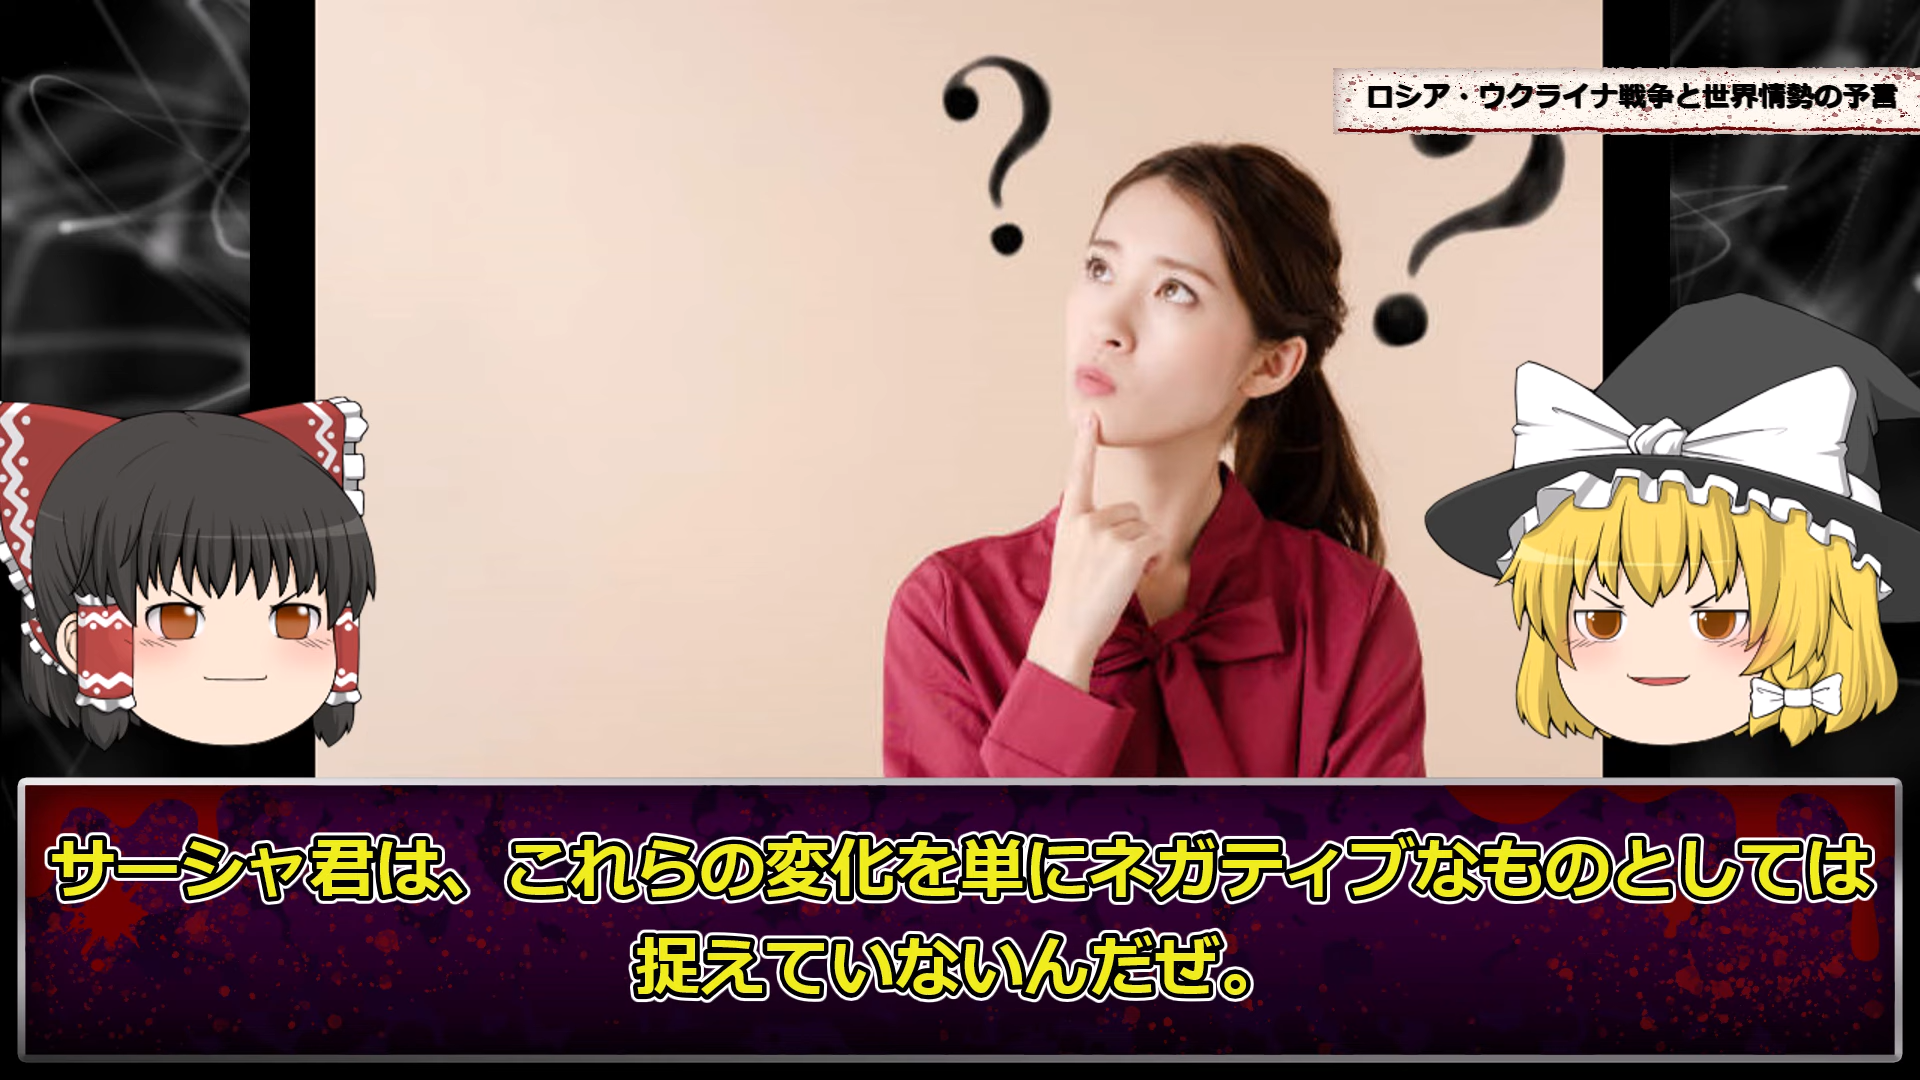 ロシア・ウクライナ戦争と世界情勢の予言
サーシャ君は、これらの変化を単にネガティブなものとしては
捉えていないんだぜ。